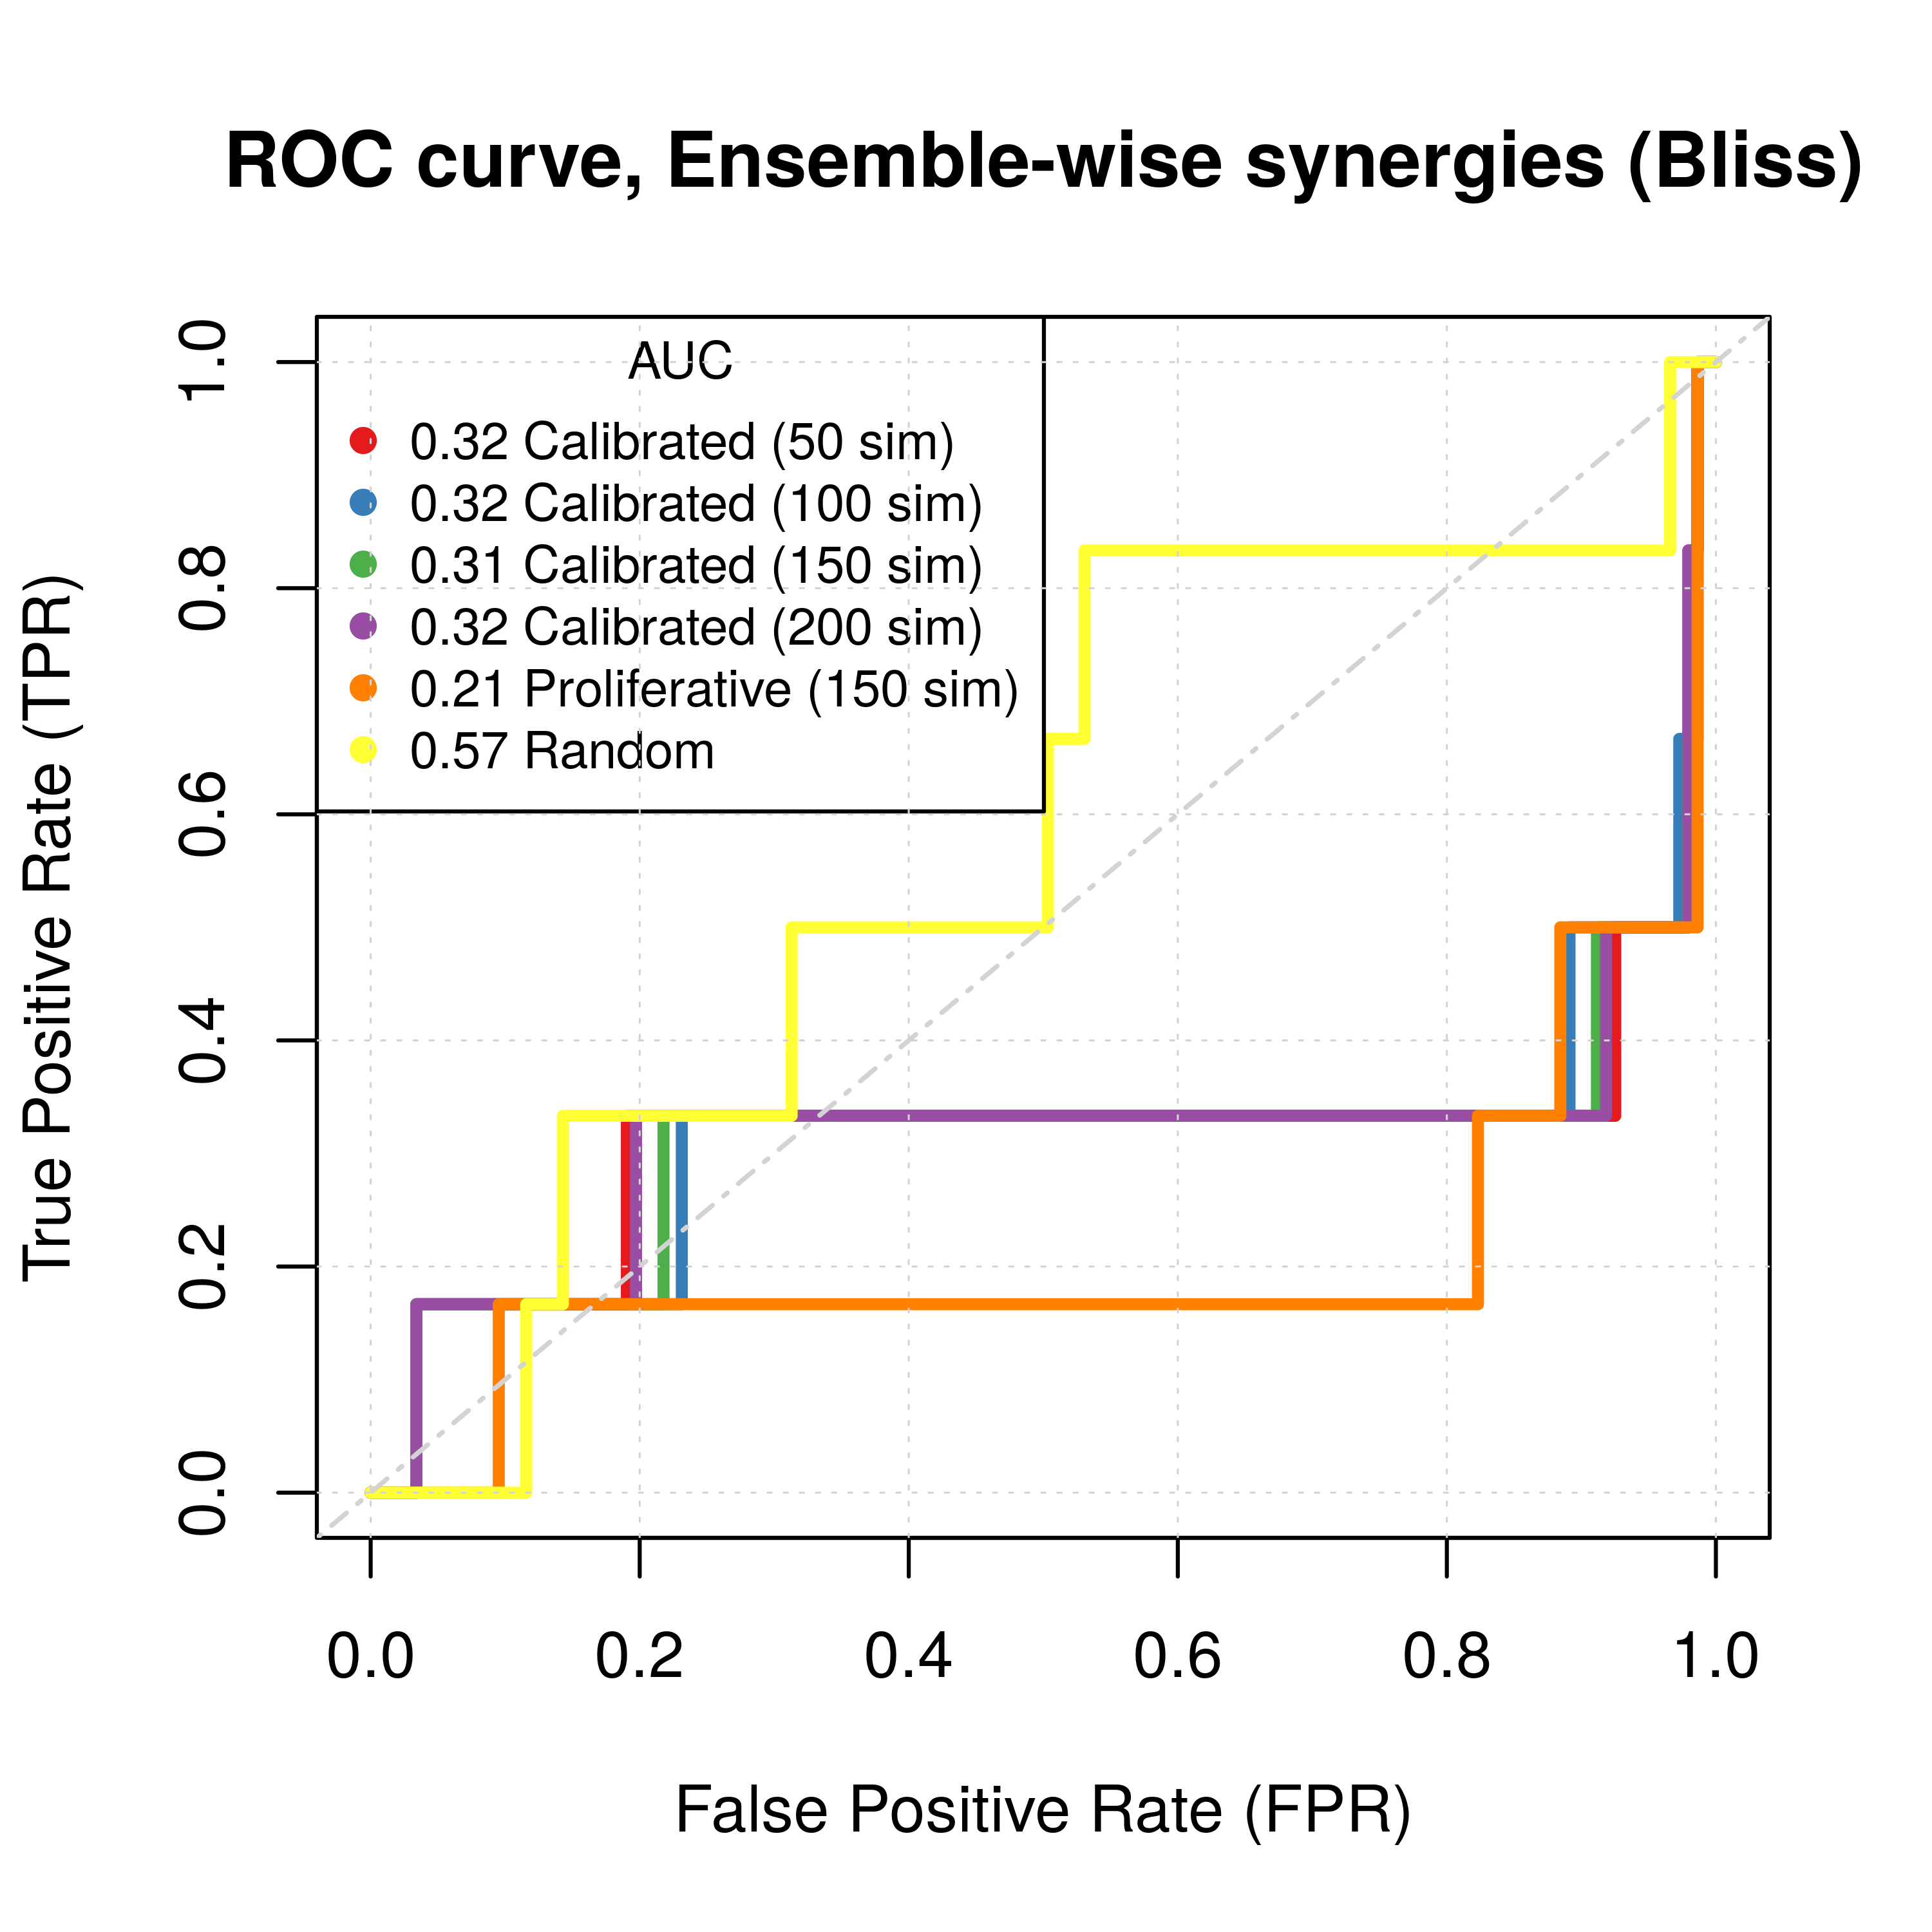 ROC curve, Ensemble-wise synergies (Bliss)
AUC
0.32 Calibrated (50 sim)
0.32 Calibrated (100 sim)
0.31 Calibrated (150 sim)
0.32 Calibrated (200 sim)
0.21 Proliferative (150 sim)
0.57 Random
True Positive Rate (TPR)
1.0
0.8
0.6
0.4
0.2
0.0
0.0 0.2 0.4 0.6 0.8 1.0
False Positive Rate (FPR)